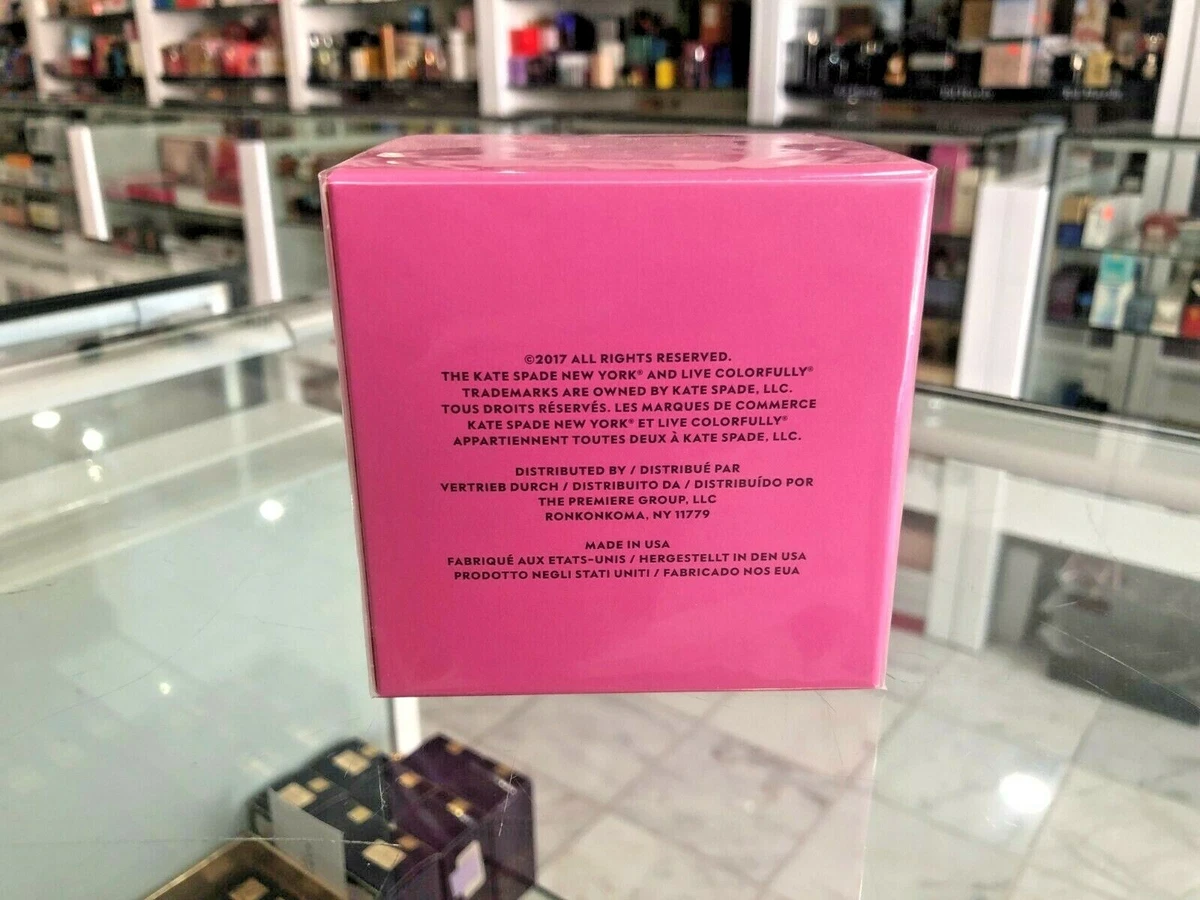 ©2017 ALL RIGHTS RESERVED.
THE KATE SPADE NEW YORK® AND LIVE COLORFULLY®
TRADEMARKS ARE OWNED BY KATE SPADE, LLC.
TOUS DROITS RÉSERVÉS. LES MARQUES DE COMMERCE
KATE SPADE NEW YORK® ET LIVE COLORFULLY®
APPARTIENNENT TOUTES DEUX À KATE SPADE, LLC.
DISTRIBUTED BY / DISTRIBUÉ PAR
VERTRIEB DURCH / DISTRIBUITO DA / DISTRIBUÍDO POR
THE PREMIERE GROUP, LLC
RONKONKOMA, NY 11779
MADE IN USA
FABRIQUÉ AUX ETATS-UNIS / HERGESTELLT IN DEN USA
PRODOTTO NEGLI STATI UNITI / FABRICADO NOS EUA